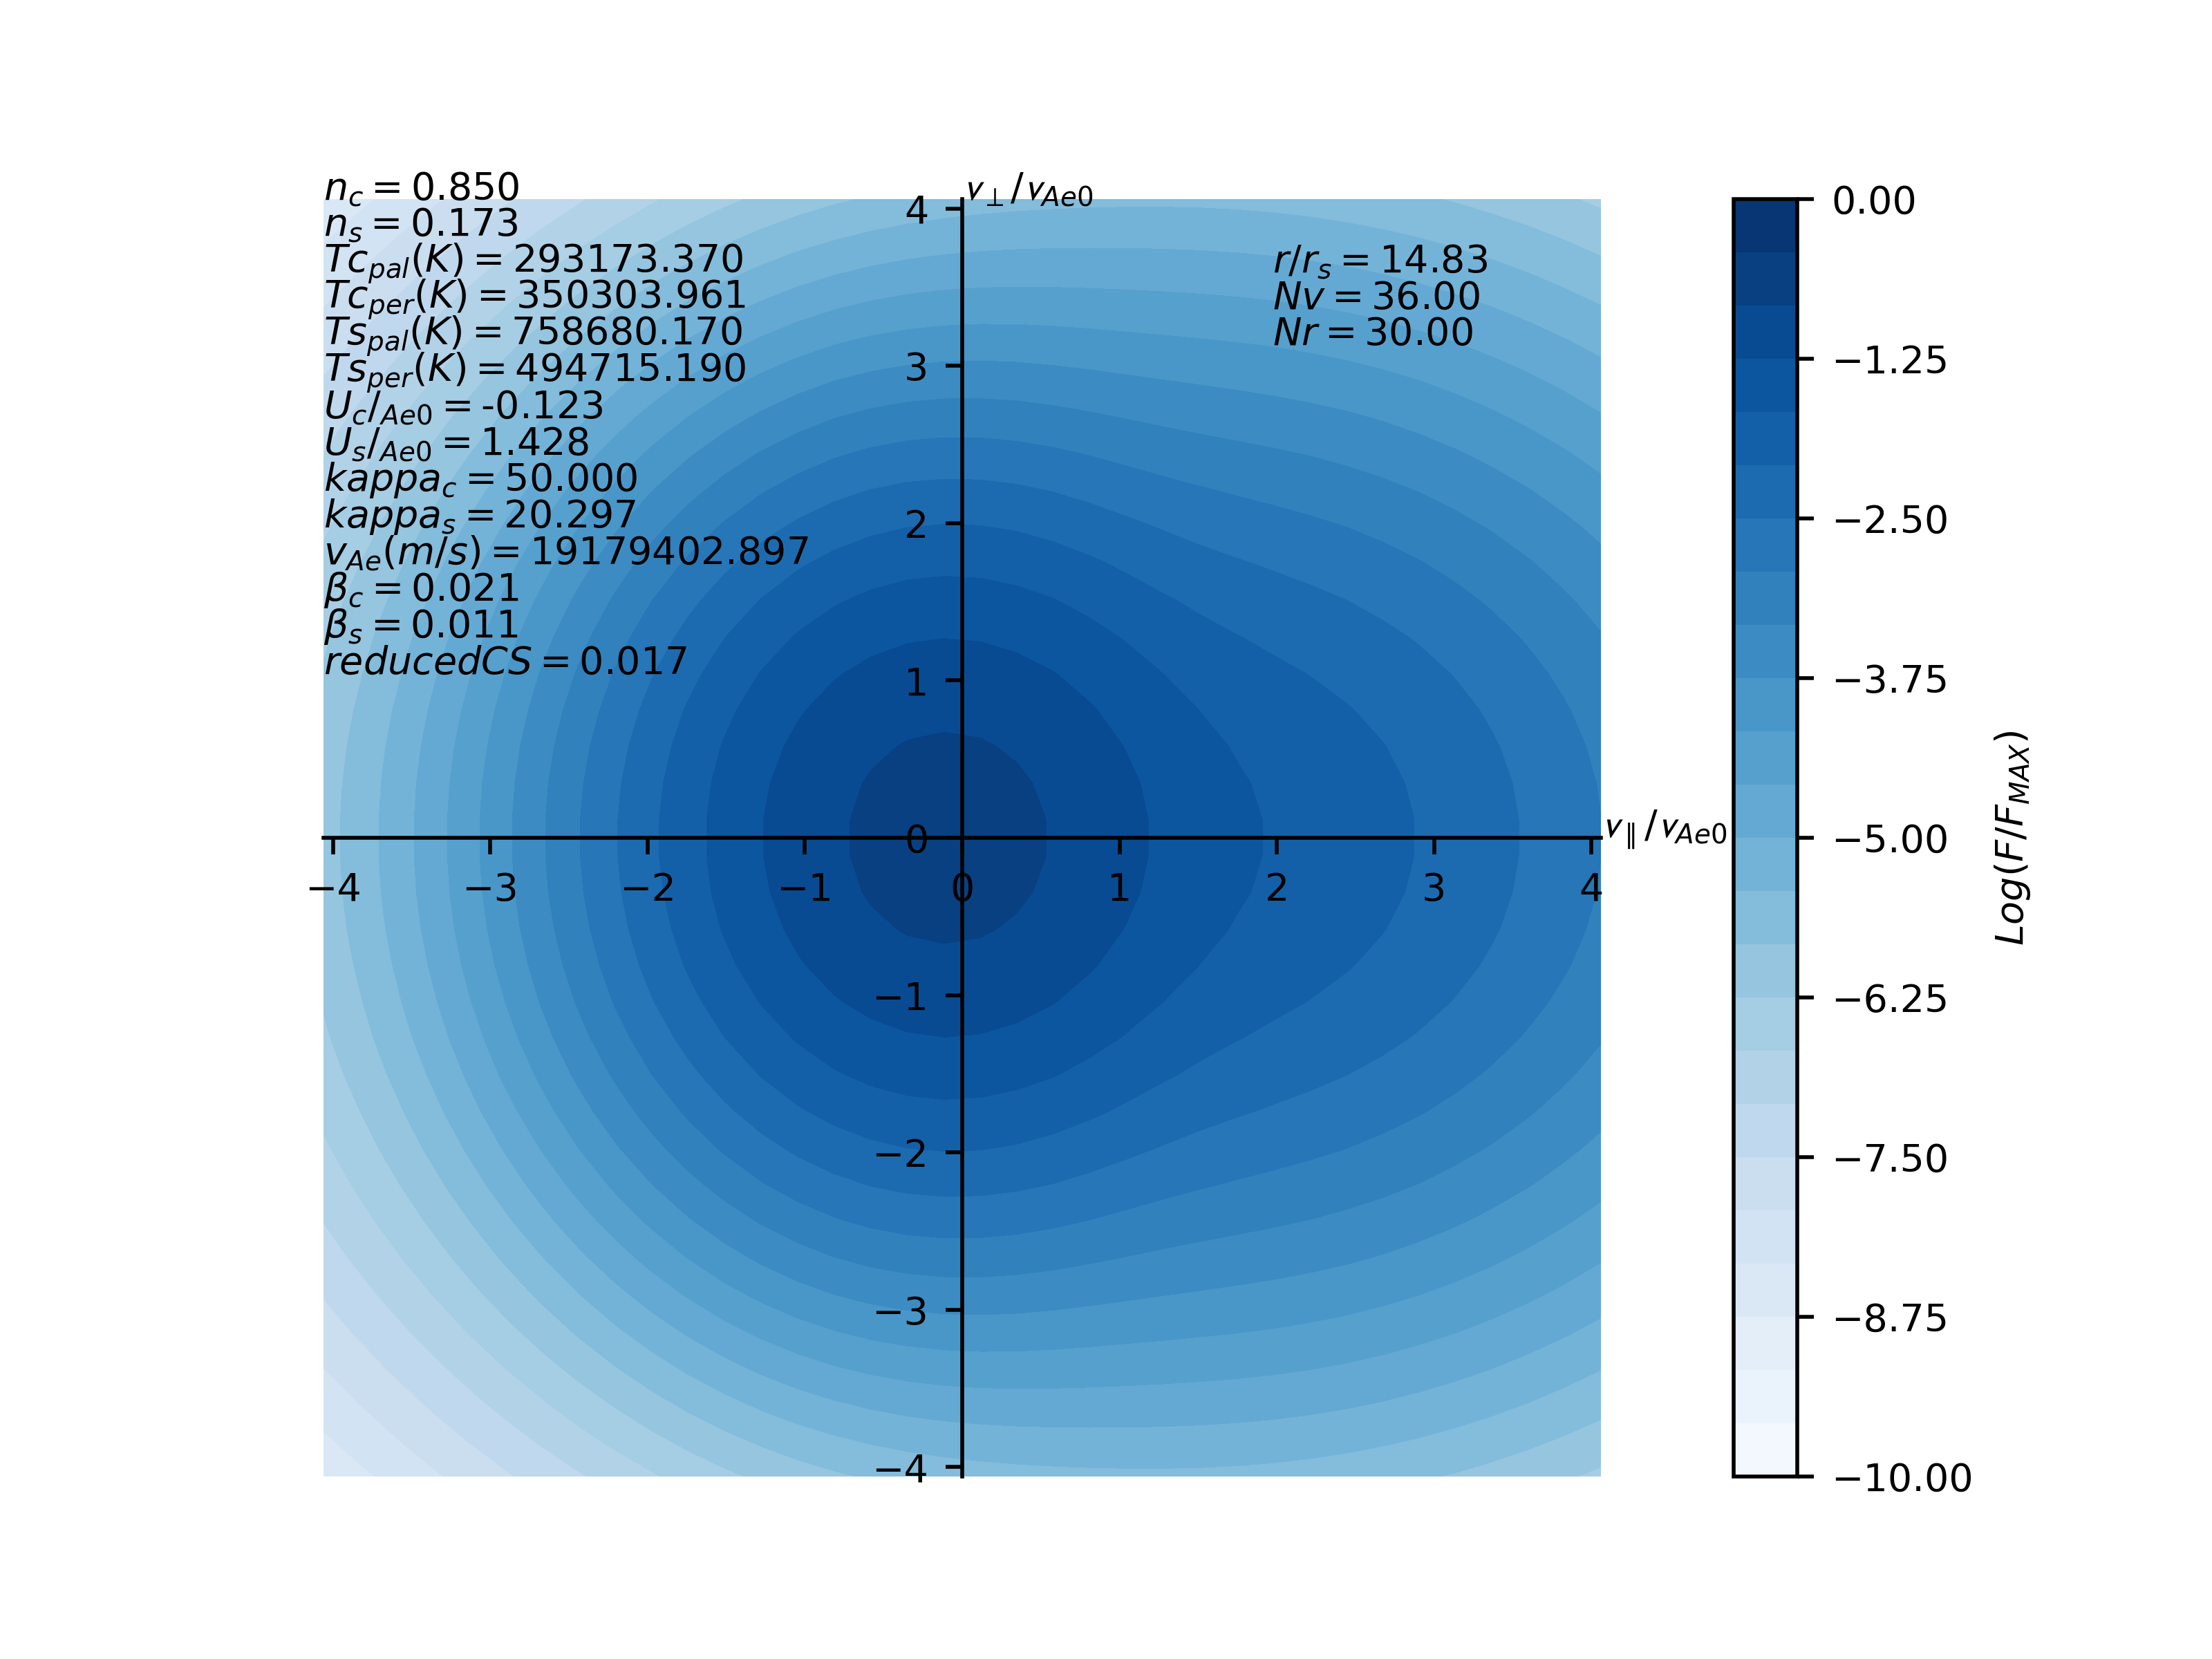 n_c = 0.850
n_s = 0.173
Tc_pal(K) = 293173.370
Tc_per(K) = 350303.961
Ts_pal(K) = 758680.170
Ts_per(K) = 494715.190
U_c/_Ae0 = -0.123
U_s/_Ae0 = 1.428
kappa_c = 50.000
kappa_s = 20.297
v_Ae(m/s) = 19179402.897
β_c = 0.021
β_s = 0.011
reducedCS = 0.017
v_⊥/v_Ae0
r/r_s = 14.83
Nv = 36.00
Nr = 30.00
4
3
2
1
0
−1
−2
−3
−4
−4 −3 −2 −1 0 1 2 3 4
v_∥/v_Ae0
0.00
−1.25
−2.50
−3.75
−5.00
−6.25
−7.50
−8.75
−10.00
Log(F/F_MAX)